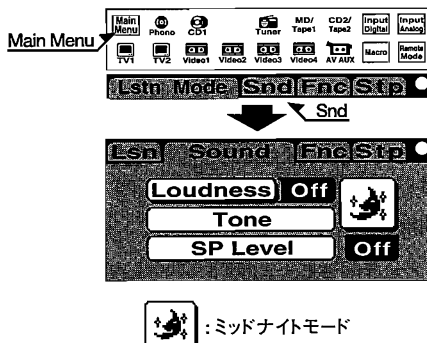 Main Menu
Main Menu Phono CD1 Tuner MD/Tape1 CD2/Tape2 Input Digital Input Analog
TV1 TV2 Video1 Video2 Video3 Video4 AV AUX Macro Remote Mode
Lstn Mode Snd Fnc Stp
Snd
Lsn Sound Fnc Stp
Loudness Off
Tone
SP Level Off
：ミッドナイトモード